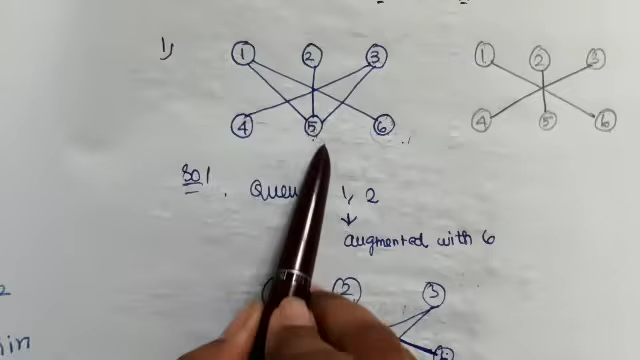 1)
1 2 3 1 2 3
4 5 6 4 5 6
Sol. 1, 2
augmented with 6
2 3